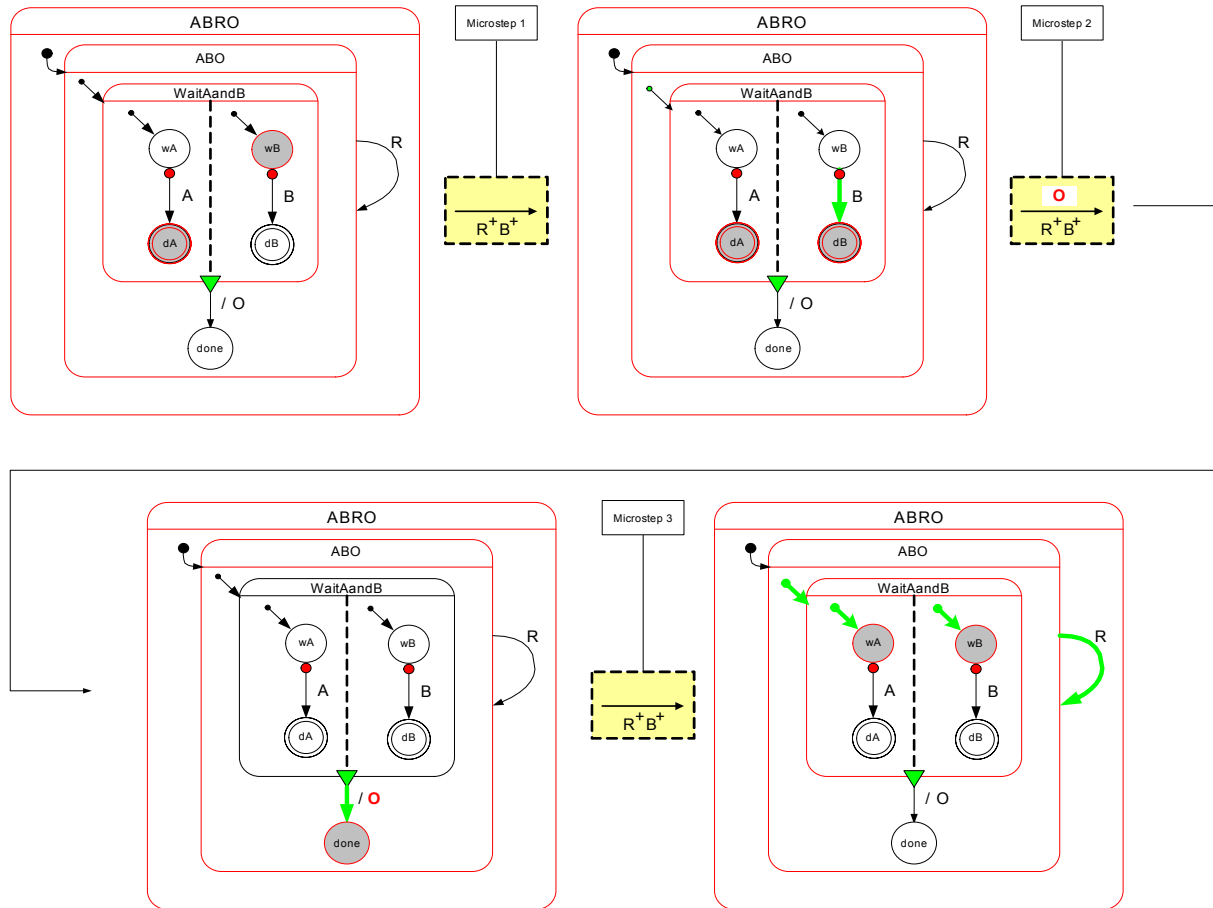 ABRO
Microstep 1
ABRO
Microstep 2
ABO
ABO
WaitAandB
WaitAandB
wA
wB
R
wA
wB
R
A
B
A
B
O
R⁺B⁺
R⁺B⁺
dA
dB
dA
dB
/ O
/ O
done
done
ABRO
Microstep 3
ABRO
ABO
ABO
WaitAandB
WaitAandB
wA
wB
R
wA
wB
R
A
B
A
B
R⁺B⁺
dA
dB
dA
dB
/ O
/ O
done
done